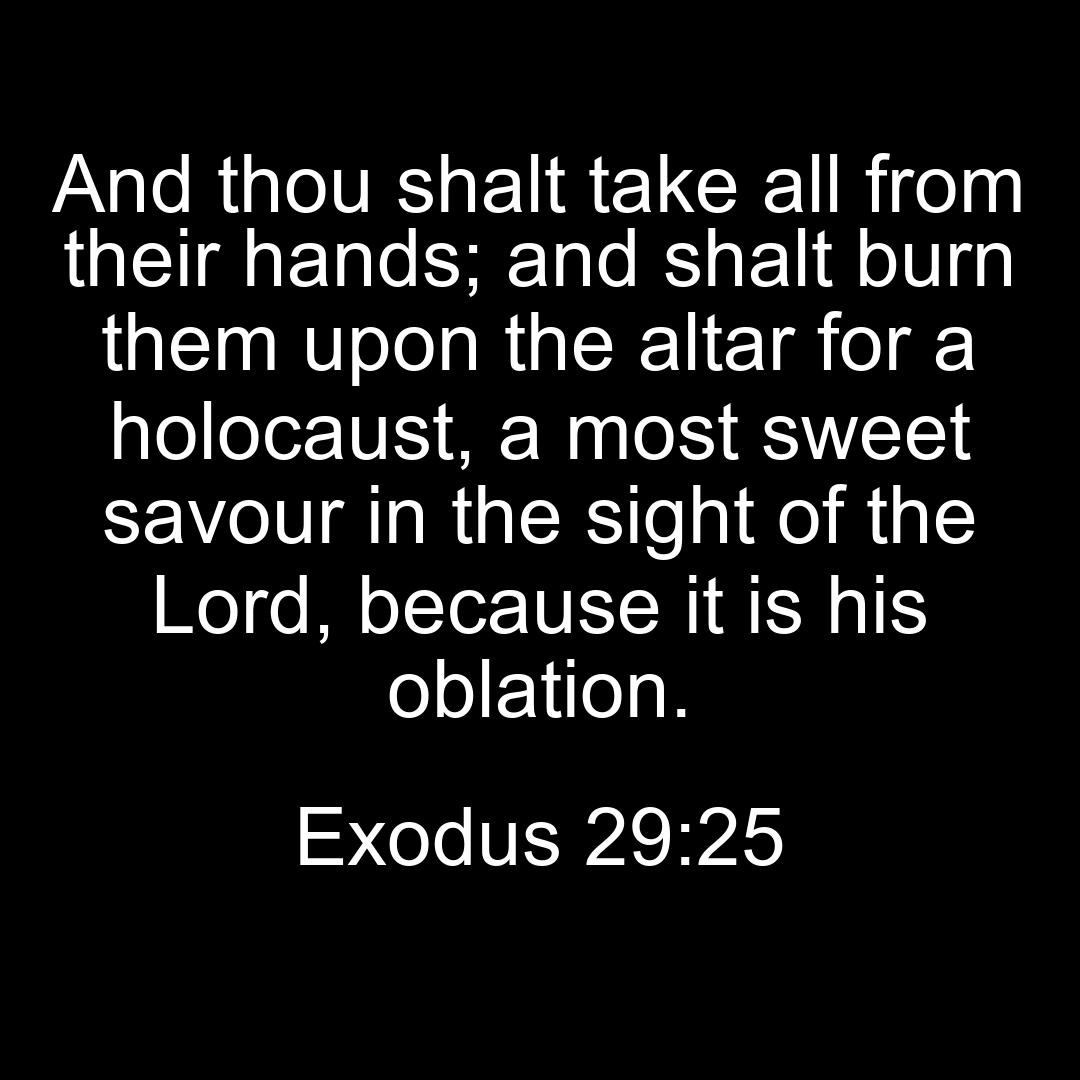 And thou shalt take all from
their hands; and shalt burn
them upon the altar for a
holocaust, a most sweet
savour in the sight of the
Lord, because it is his
oblation.
Exodus 29:25